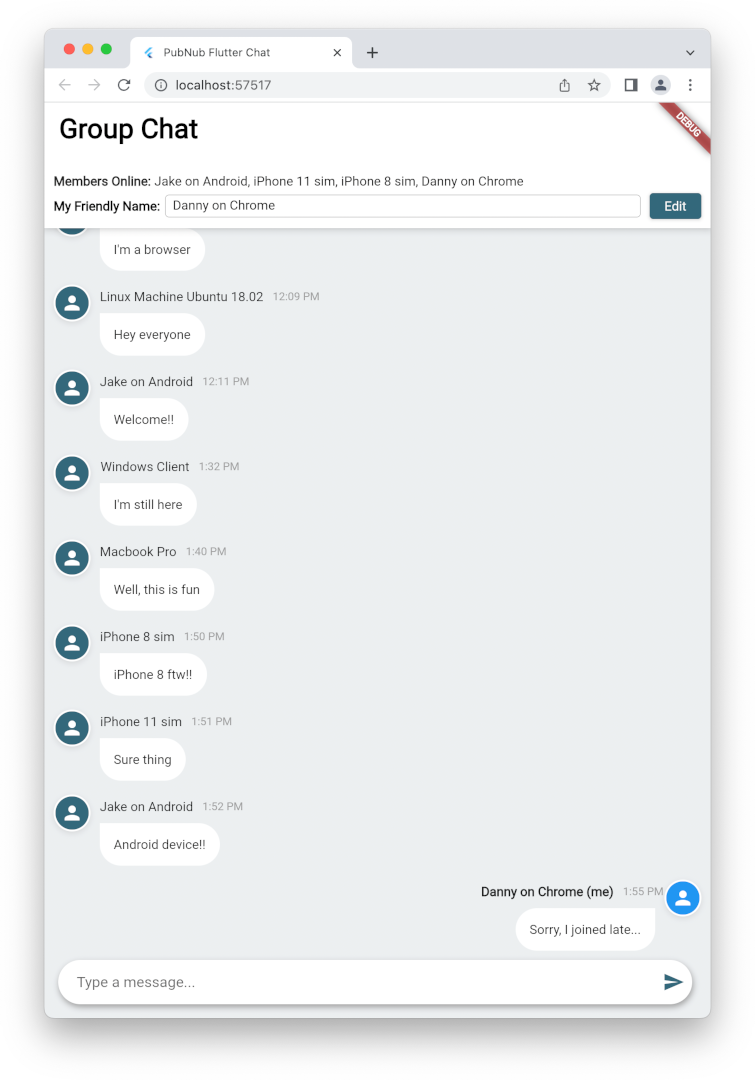 PubNub Flutter Chat
localhost:57517
Group Chat
DEBUG
Members Online: Jake on Android, iPhone 11 sim, iPhone 8 sim, Danny on Chrome
My Friendly Name: Danny on Chrome Edit
I'm a browser
Linux Machine Ubuntu 18.02 12:09 PM
Hey everyone
Jake on Android 12:11 PM
Welcome!!
Windows Client 1:32 PM
I'm still here
Macbook Pro 1:40 PM
Well, this is fun
iPhone 8 sim 1:50 PM
iPhone 8 ftw!!
iPhone 11 sim 1:51 PM
Sure thing
Jake on Android 1:52 PM
Android device!!
Danny on Chrome (me) 1:55 PM
Sorry, I joined late...
Type a message...